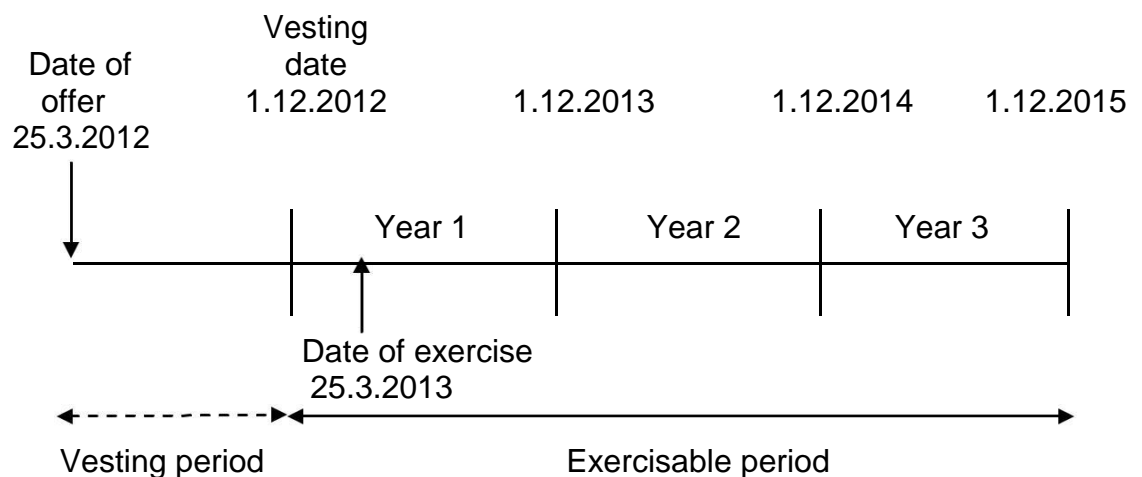 Vesting
date
1.12.2012
Date of
offer
25.3.2012
1.12.2013
1.12.2014
1.12.2015
Year 1
Year 2
Year 3
Date of exercise
25.3.2013
Vesting period
Exercisable period